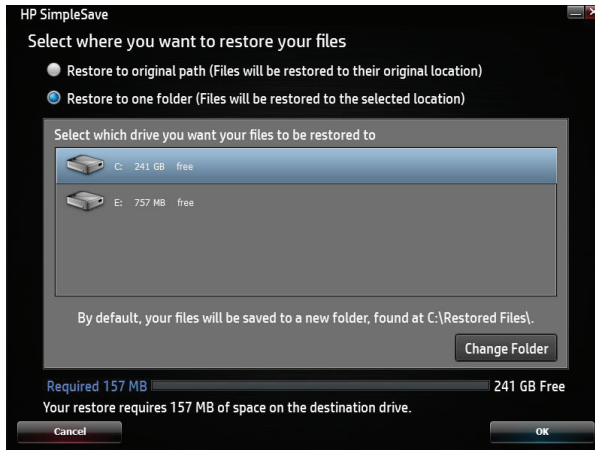 HP SimpleSave
Select where you want to restore your files
Restore to original path (Files will be restored to their original location)
Restore to one folder (Files will be restored to the selected location)
Select which drive you want your files to be restored to
C: 241 GB free
E: 757 MB free
By default, your files will be saved to a new folder, found at C:\Restored Files\.
Change Folder
Required 157 MB 241 GB Free
Your restore requires 157 MB of space on the destination drive.
Cancel OK